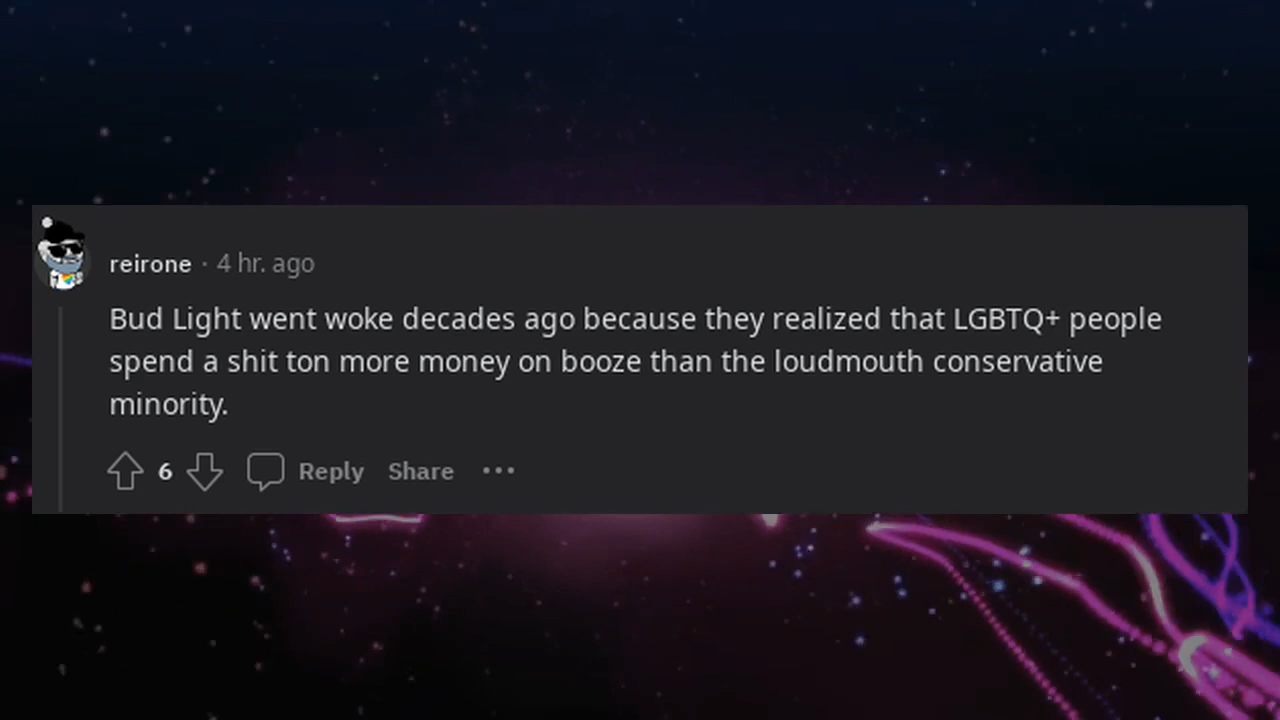 reirone · 4 hr. ago
Bud Light went woke decades ago because they realized that LGBTQ+ people
spend a shit ton more money on booze than the loudmouth conservative
minority.
6 Reply Share ···